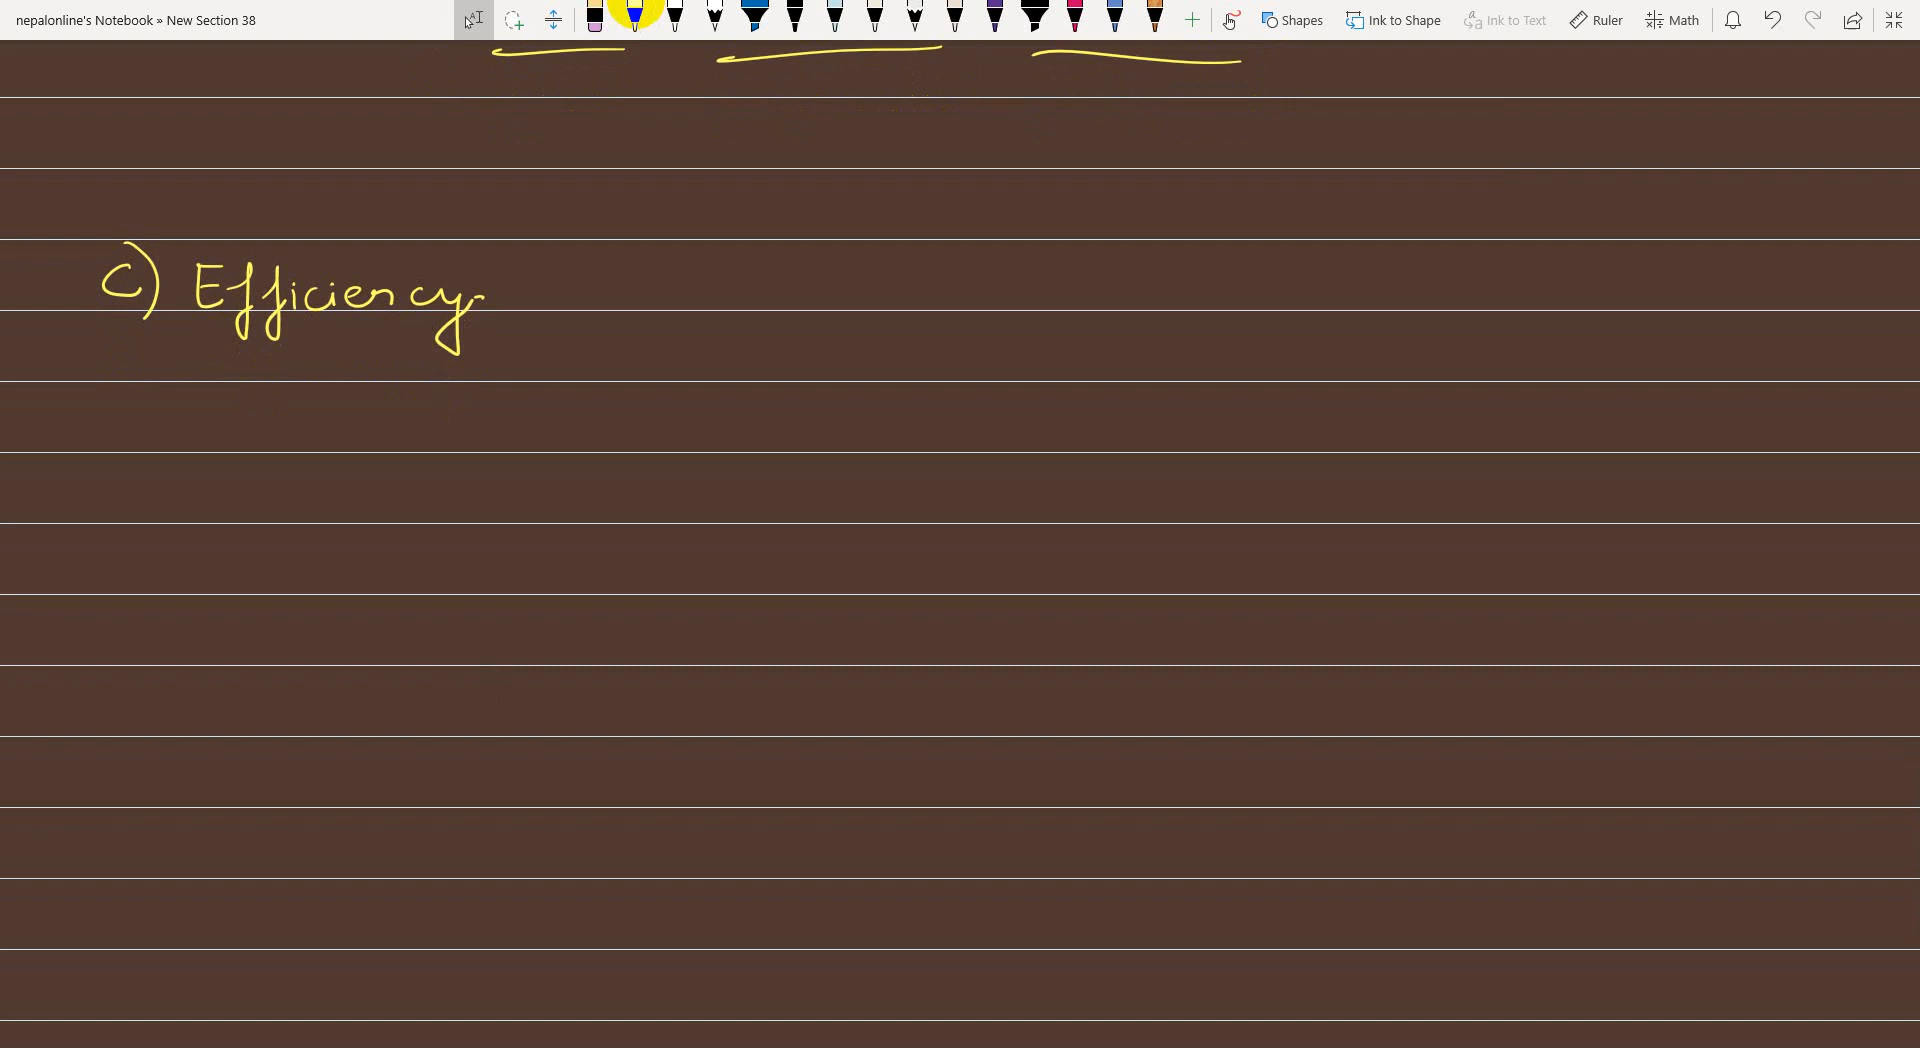 nepalonline's Notebook » New Section 38
Shapes
Ink to Shape
Ink to Text
Ruler
Math
C) Efficiency